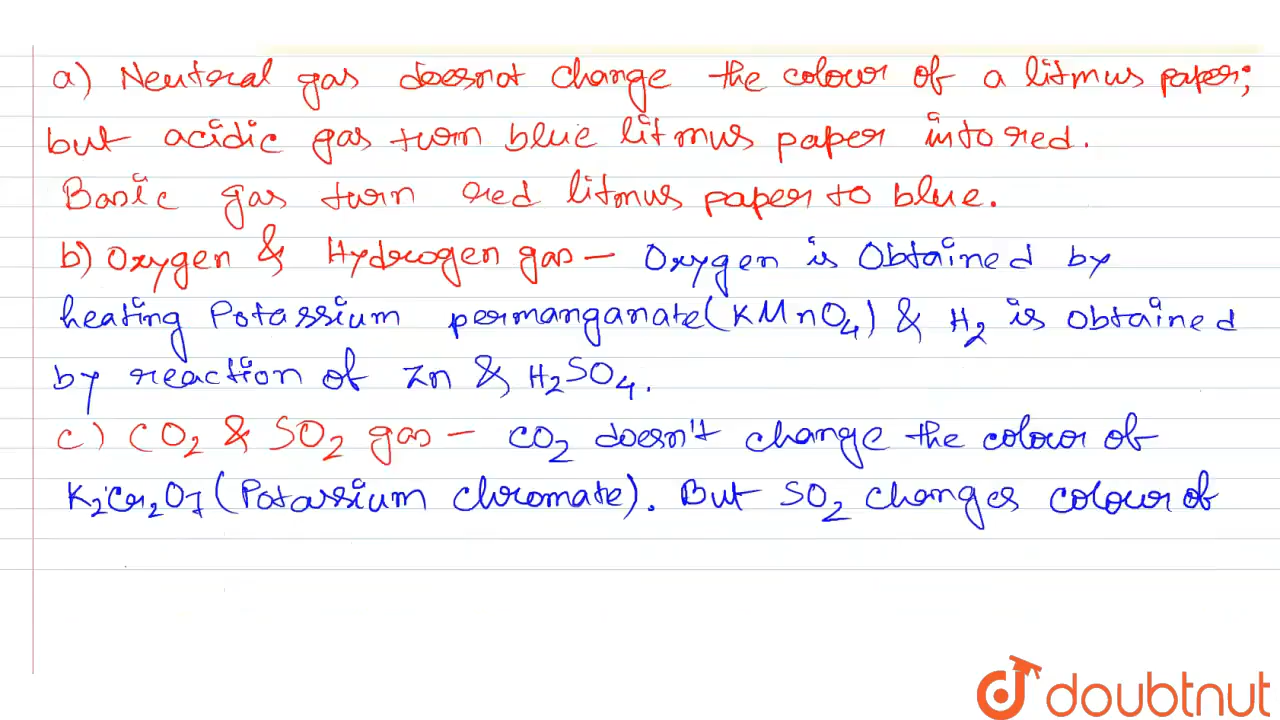 a) Neuteral gas doesnot change the colour of a litmus paper;
but acidic gas turn blue litmus paper into red.
Basic gas turn red litmus paper to blue.
b) Oxygen & Hydrogen gas – Oxygen is Obtained by
heating Potassium permanganate (KMnO4) & H2 is obtained
by reaction of Zn & H2SO4.
c) CO2 & SO2 gas – CO2 doesn't change the colour of
K2Cr2O7 (Potassium chromate). But SO2 changes colour of
doubtnut